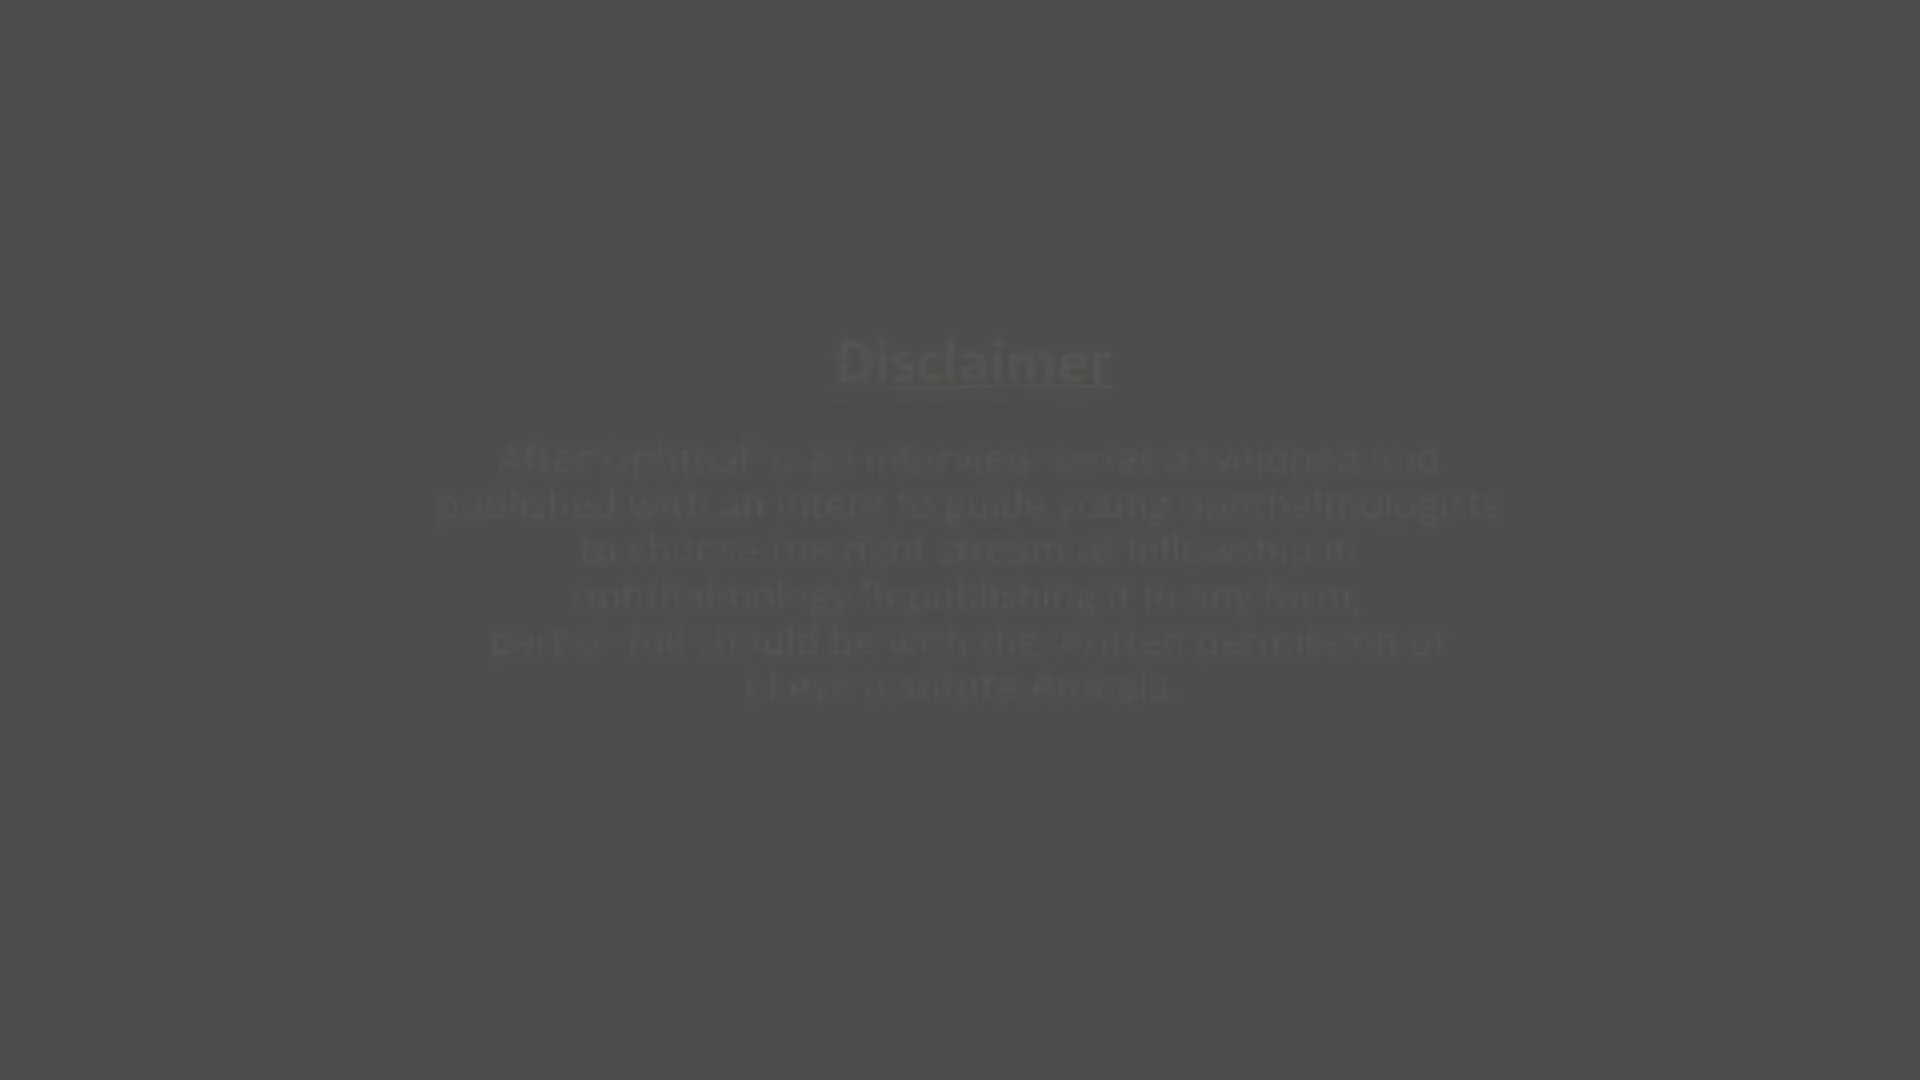 Disclaimer
After Ophthal is an interview series developed and
published with an intent to guide young ophthalmologists
to choose the right stream of fellowship in
ophthalmology Republishing it in any form,
part or full should be with the written permission of
LJ eye institute Ambala.